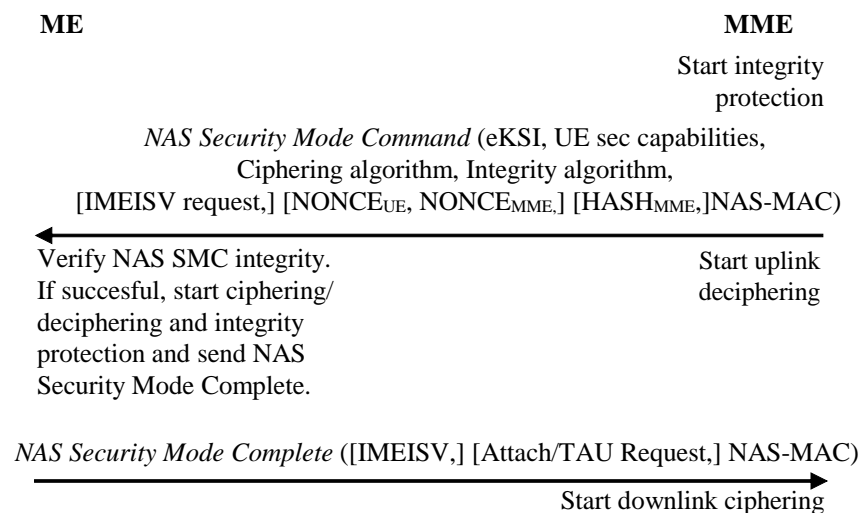 ME
MME
Start integrity
protection
NAS Security Mode Command (eKSI, UE sec capabilities,
Ciphering algorithm, Integrity algorithm,
[IMEISV request,] [NONCEUE, NONCEMME,] [HASHMME,]NAS-MAC)
Verify NAS SMC integrity.
If succesful, start ciphering/
deciphering and integrity
protection and send NAS
Security Mode Complete.
Start uplink
deciphering
NAS Security Mode Complete ([IMEISV,] [Attach/TAU Request,] NAS-MAC)
Start downlink ciphering